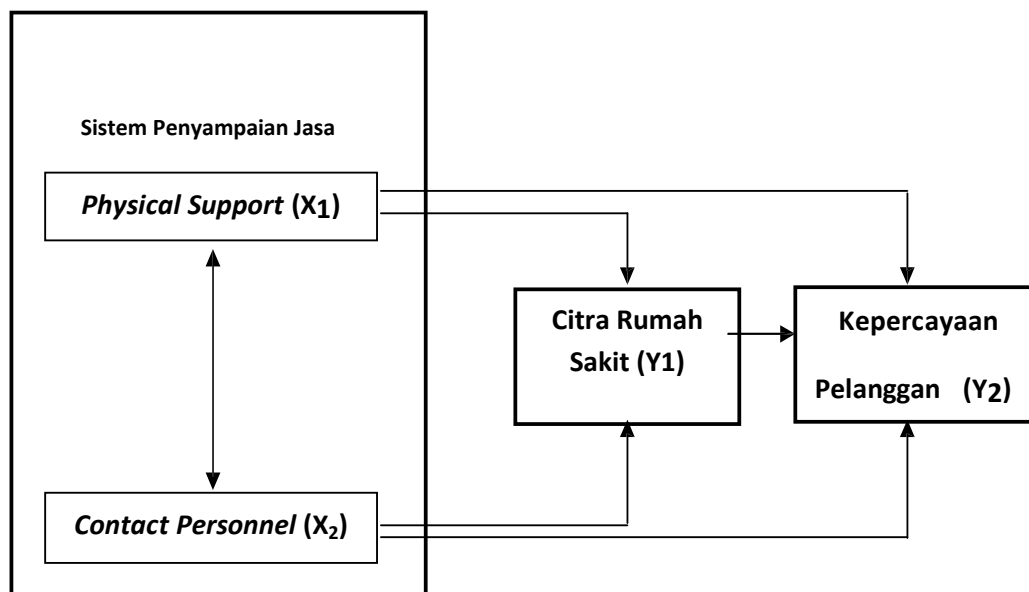 Sistem Penyampaian Jasa
Physical Support (X1)
Citra Rumah
Sakit (Y1)
Kepercayaan
Pelanggan (Y2)
Contact Personnel (X₂)